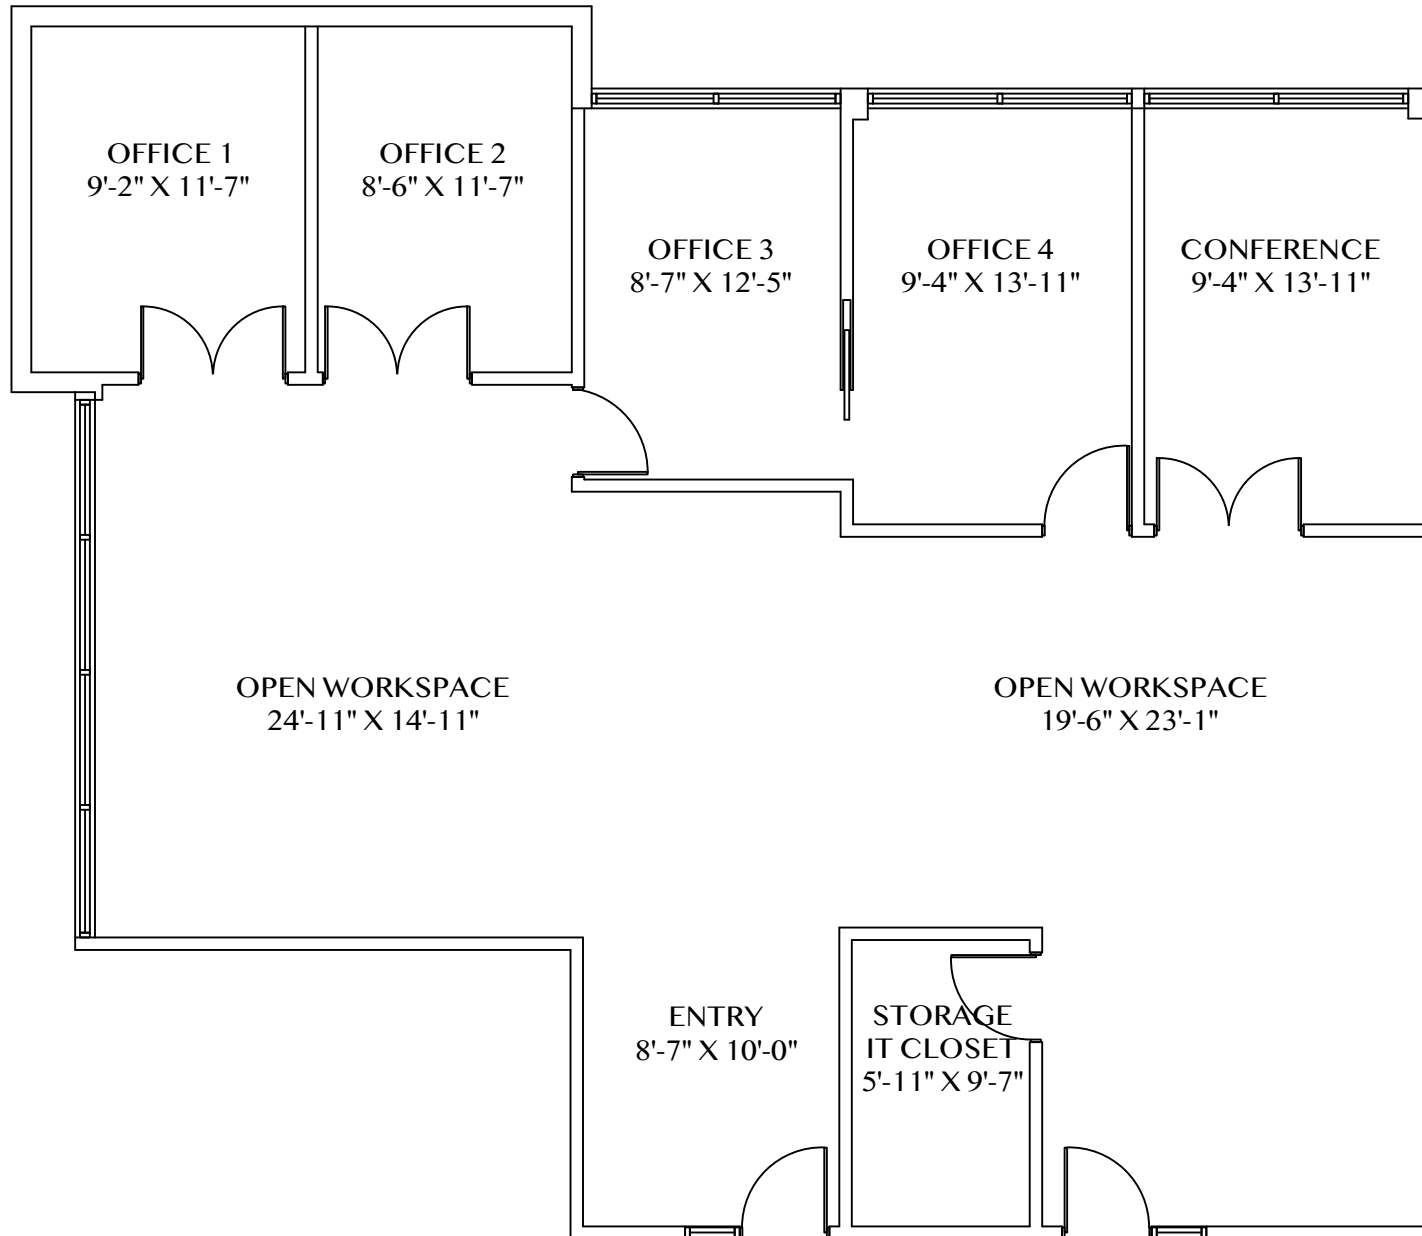 OFFICE 1
9'-2" X 11'-7"
OFFICE 2
8'-6" X 11'-7"
OFFICE 3
8'-7" X 12'-5"
OFFICE 4
9'-4" X 13'-11"
CONFERENCE
9'-4" X 13'-11"
OPEN WORKSPACE
24'-11" X 14'-11"
OPEN WORKSPACE
19'-6" X 23'-1"
ENTRY
8'-7" X 10'-0"
STORAGE
IT CLOSET
5'-11" X 9'-7"